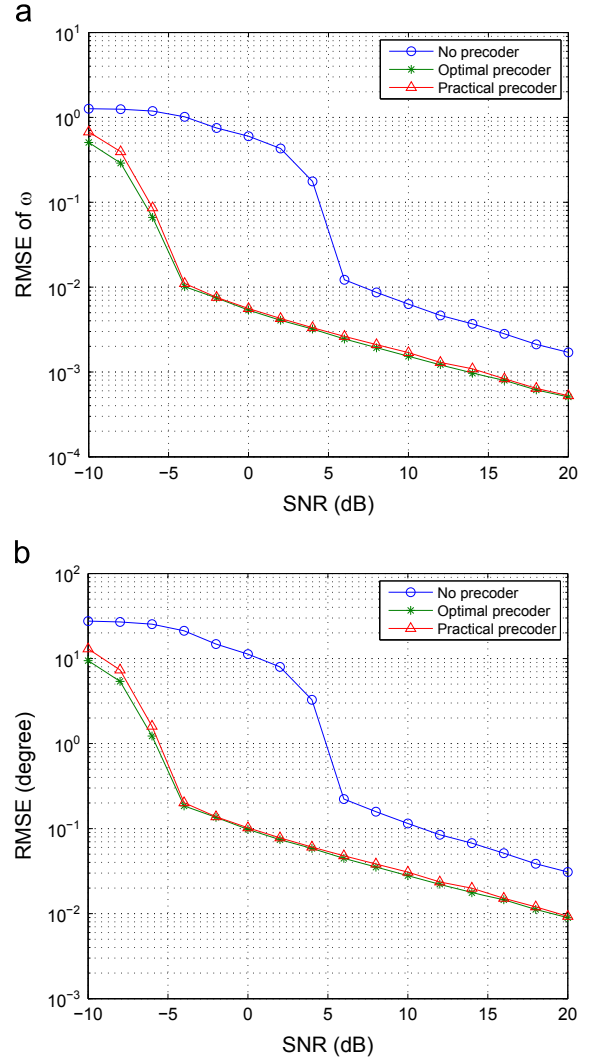 a
10^1
10^0
10^−1
10^−2
10^−3
10^−4
RMSE of ω
No precoder
Optimal precoder
Practical precoder
−10 −5 0 5 10 15 20
SNR (dB)
b
10^2
10^1
10^0
10^−1
10^−2
10^−3
RMSE (degree)
No precoder
Optimal precoder
Practical precoder
−10 −5 0 5 10 15 20
SNR (dB)